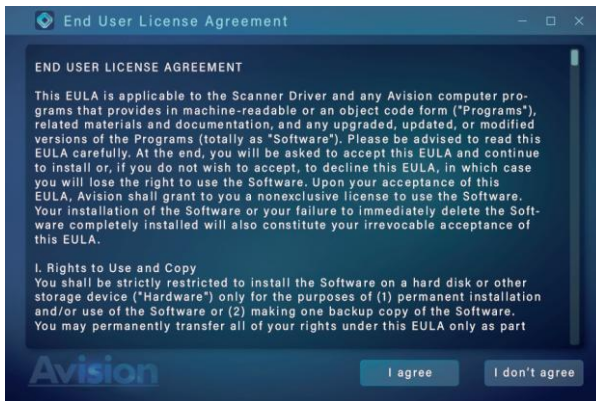 End User License Agreement
END USER LICENSE AGREEMENT
This EULA is applicable to the Scanner Driver and any Avision computer pro-
grams that provides in machine-readable or an object code form ("Programs"),
related materials and documentation, and any upgraded, updated, or modified
versions of the Programs (totally as "Software"). Please be advised to read this
EULA carefully. At the end, you will be asked to accept this EULA and continue
to install or, if you do not wish to accept, to decline this EULA, in which case
you will lose the right to use the Software. Upon your acceptance of this
EULA, Avision shall grant to you a nonexclusive license to use the Software.
Your installation of the Software or your failure to immediately delete the Soft-
ware completely installed will also constitute your irrevocable acceptance of
this EULA.
I. Rights to Use and Copy
You shall be strictly restricted to install the Software on a hard disk or other
storage device ("Hardware") only for the purposes of (1) permanent installation
and/or use of the Software or (2) making one backup copy of the Software.
You may permanently transfer all of your rights under this EULA only as part
Avision
I agree
I don't agree